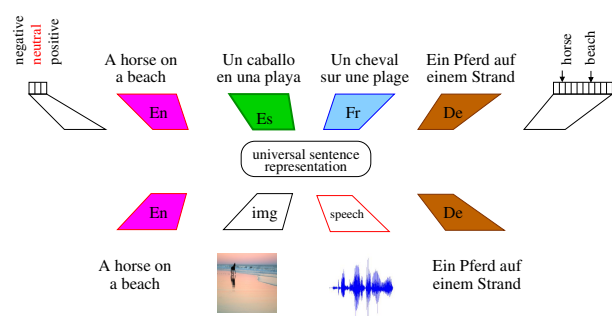 negative
neutral
positive
A horse on
a beach
Un caballo
en una playa
Un cheval
sur une plage
Ein Pferd auf
einem Strand
horse
beach
En
Es
Fr
De
universal sentence
representation
En
img
speech
De
A horse on
a beach
Ein Pferd auf
einem Strand